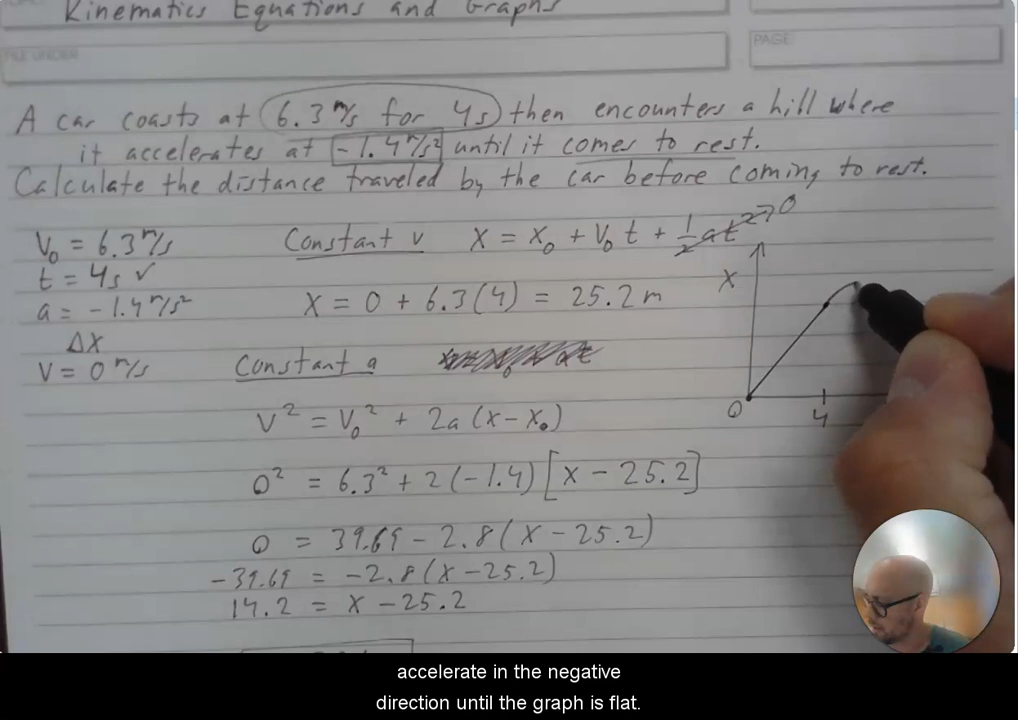 Kinematics Equations and Graphs
FILE UNDER
PAGE
A car coasts at 6.3 m/s for 4s then encounters a hill where
it accelerates at -1.4 m/s² until it comes to rest.
Calculate the distance traveled by the car before coming to rest.
V₀ = 6.3 m/s
t = 4s ✓
a = -1.4 m/s²
ΔX
V = 0 m/s
Constant v X = X₀ + V₀ t + ½at² → 0
X = 0 + 6.3(4) = 25.2 m
Constant a
V² = V₀² + 2a (X - X₀)
0² = 6.3² + 2(-1.4) [X - 25.2]
0 = 39.69 - 2.8(X - 25.2)
-39.69 = -2.8(X - 25.2)
14.2 = X - 25.2
X
0
4
accelerate in the negative
direction until the graph is flat.